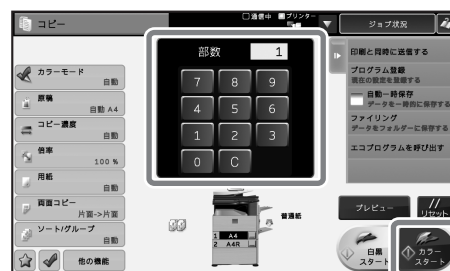 コピー
通信中
プリンター
ジョブ状況
カラーモード
自動
原稿
自動 A4
コピー濃度
自動
倍率
100 %
用紙
自動
両面コピー
片面->片面
ソート/グループ
自動
他の機能
部数 1
7 8 9
4 5 6
1 2 3
0 C
普通紙
1 A4
2 A4R
印刷と同時に送信する
プログラム登録
現在の設定を登録する
自動一時保存
データを一時的に保存する
ファイリング
データをフォルダーに保存する
エコプログラムを呼び出す
プレビュー
リセット
白黒
スタート
カラー
スタート